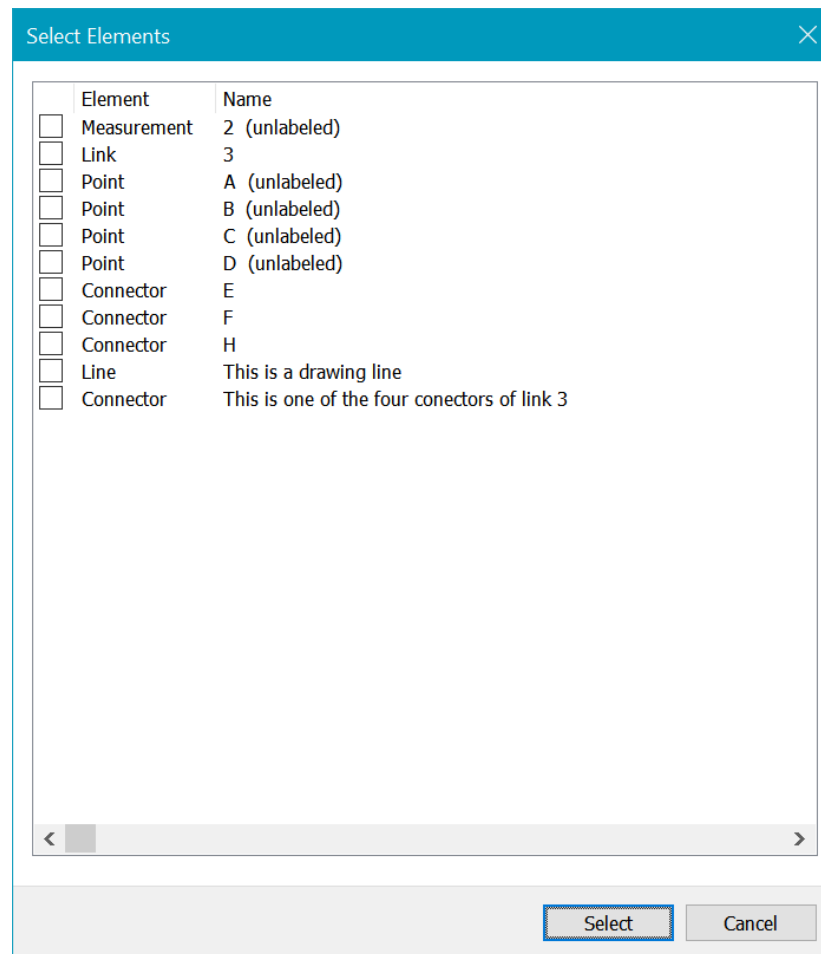 Select Elements
Element Name
Measurement 2 (unlabeled)
Link 3
Point A (unlabeled)
Point B (unlabeled)
Point C (unlabeled)
Point D (unlabeled)
Connector E
Connector F
Connector H
Line This is a drawing line
Connector This is one of the four conectors of link 3
Select Cancel